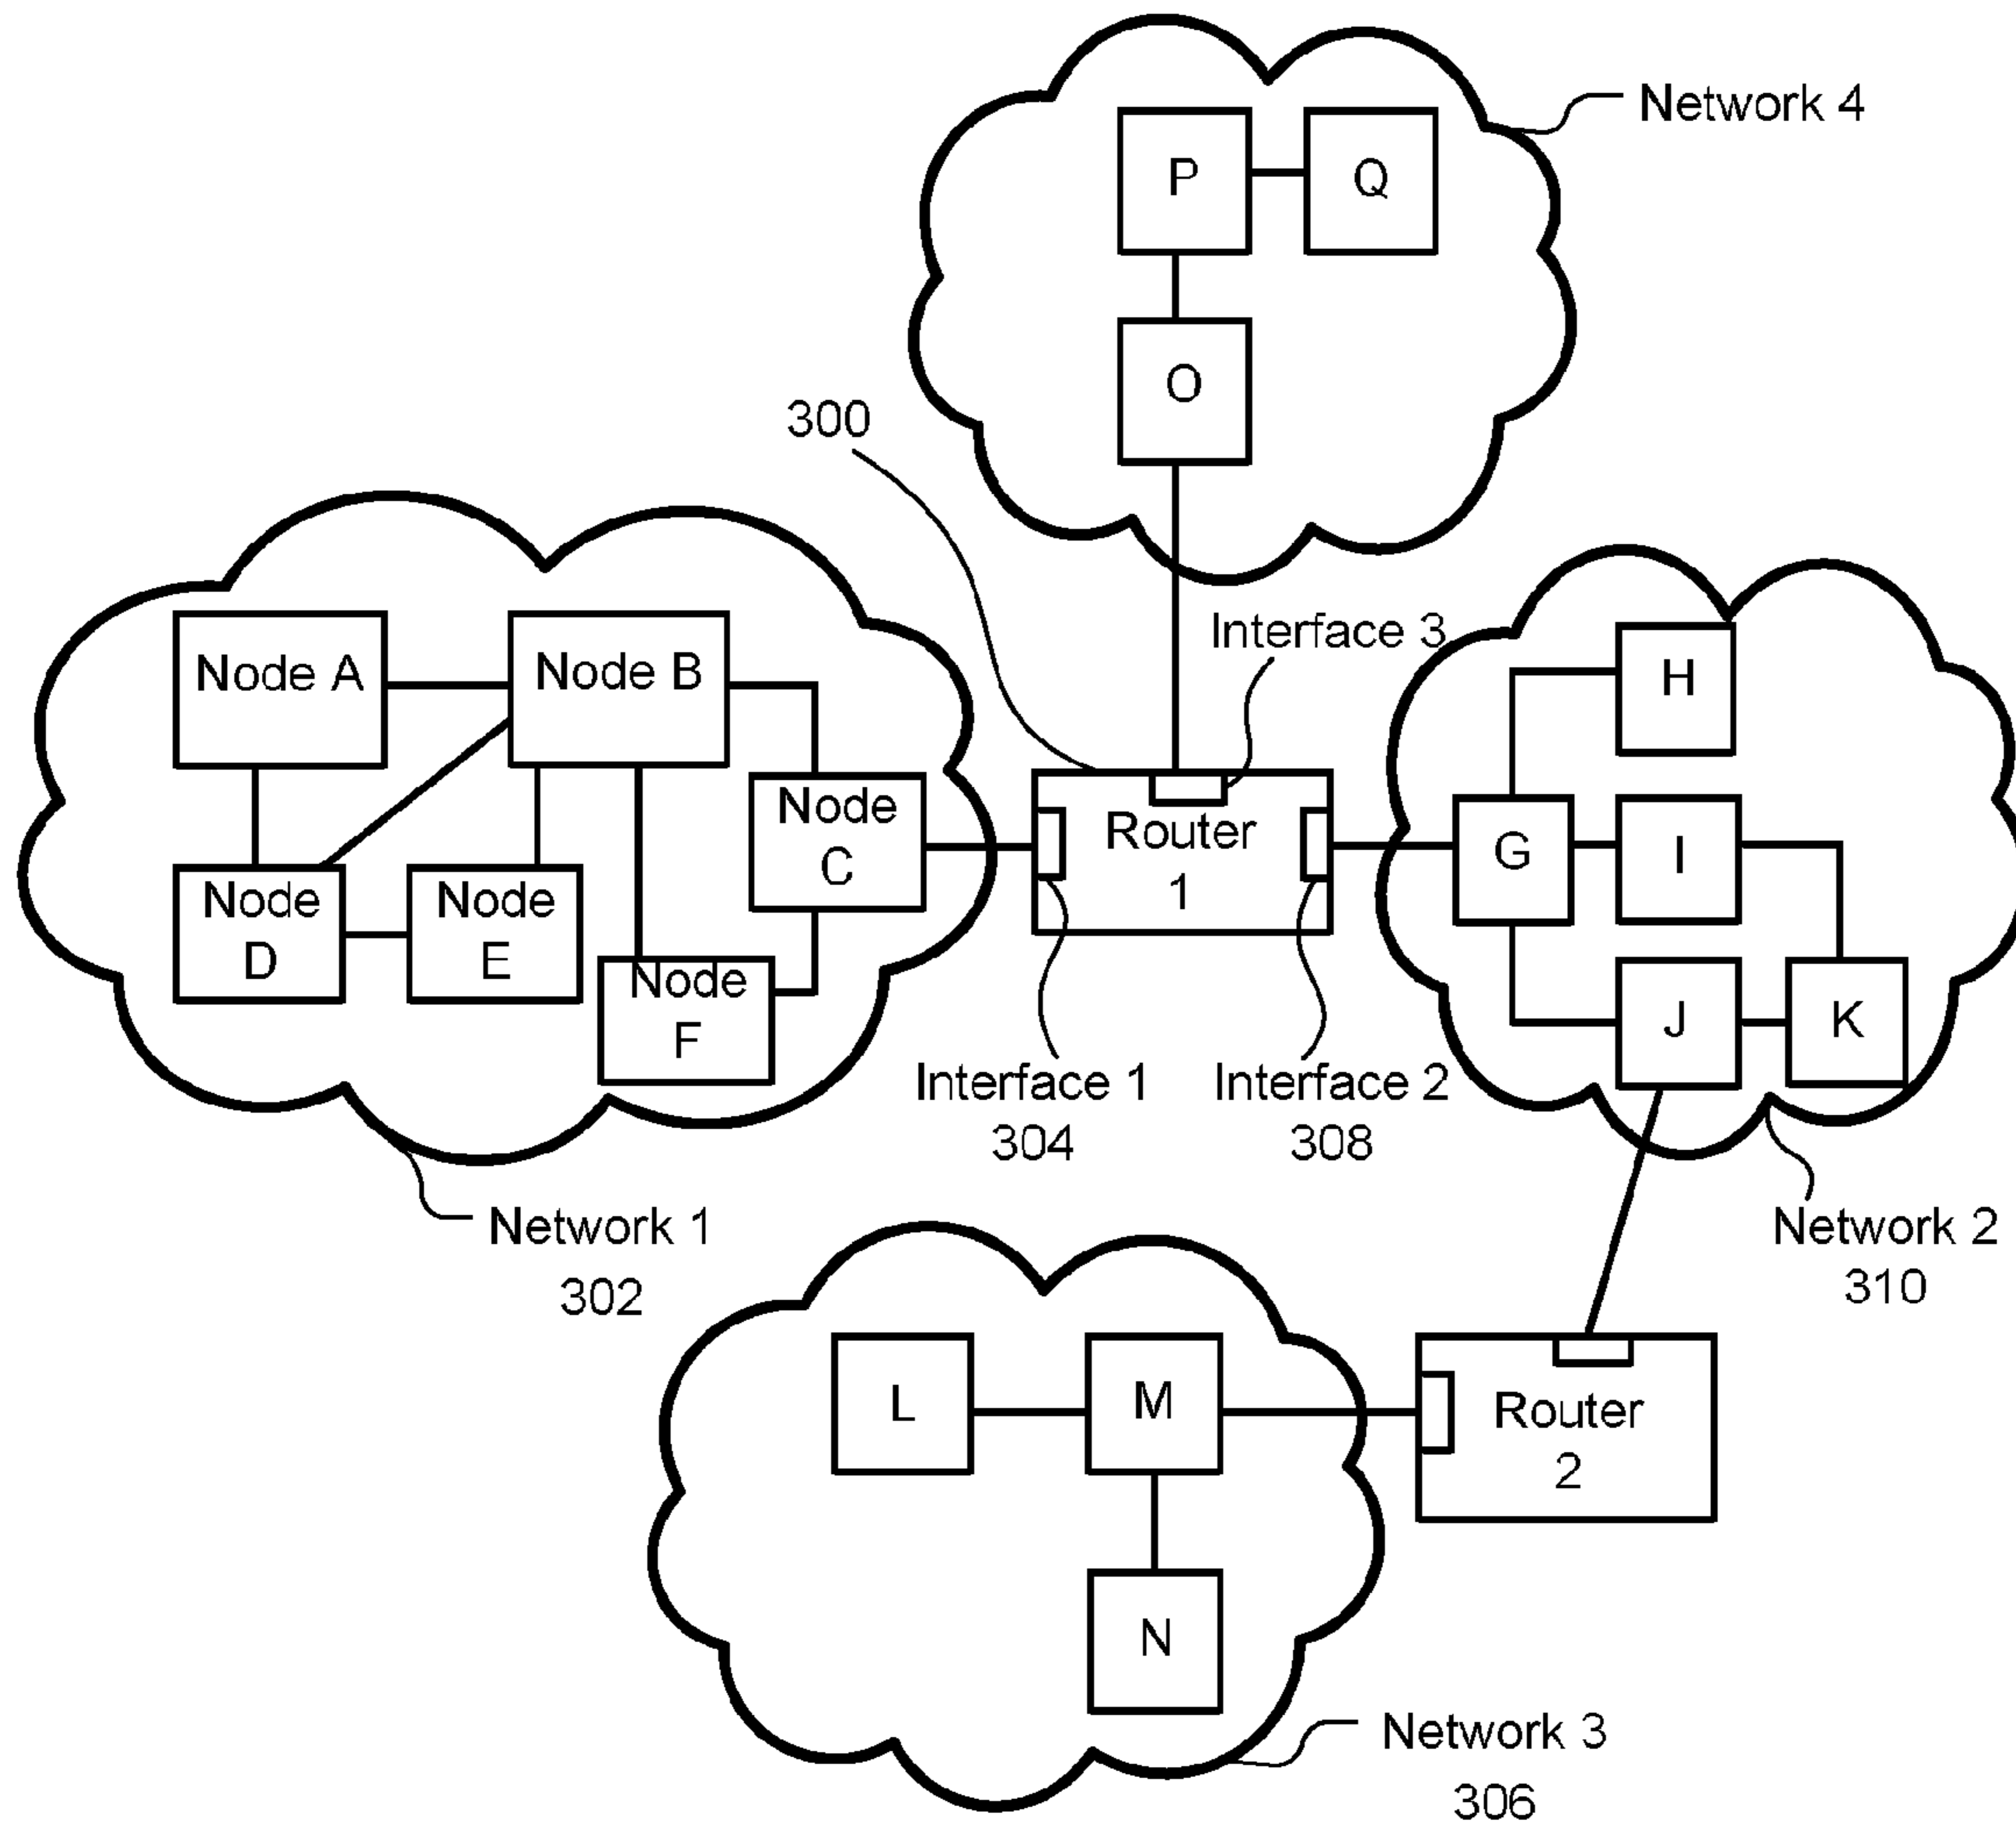 Network 4
P
Q
O
300
Interface 3
Node A
Node B
Node
C
Node
D
Node
E
Node
F
Router
1
H
G
I
J
K
Interface 1
304
Interface 2
308
Network 1
302
Network 2
310
L
M
N
Router
2
Network 3
306